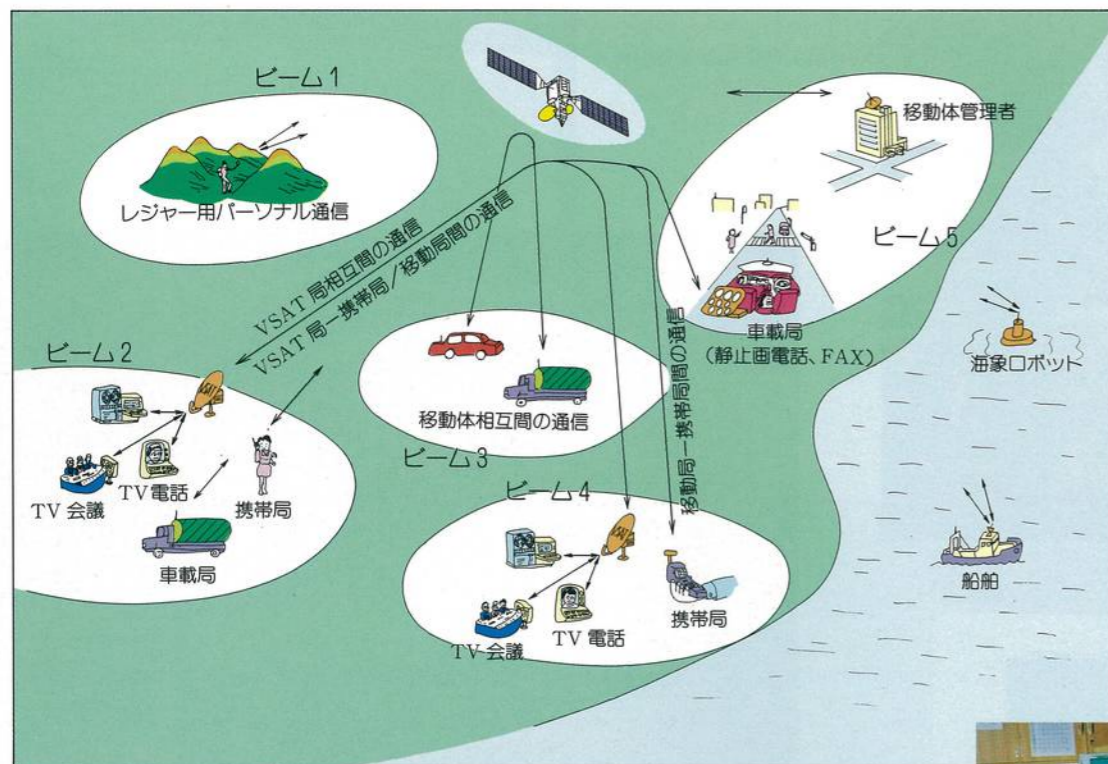 ビーム1
レジャー用パーソナル通信
移動体管理者
ビーム5
車載局
(静止画電話、FAX)
VSAT局相互間の通信
VSAT局ー携帯局/移動局間の通信
ビーム2
VSAT
TV電話
TV会議
携帯局
車載局
移動体相互間の通信
ビーム3
移動局ー携帯局間の通信
ビーム4
VSAT
TV電話
TV会議
携帯局
海象ロボット
船舶